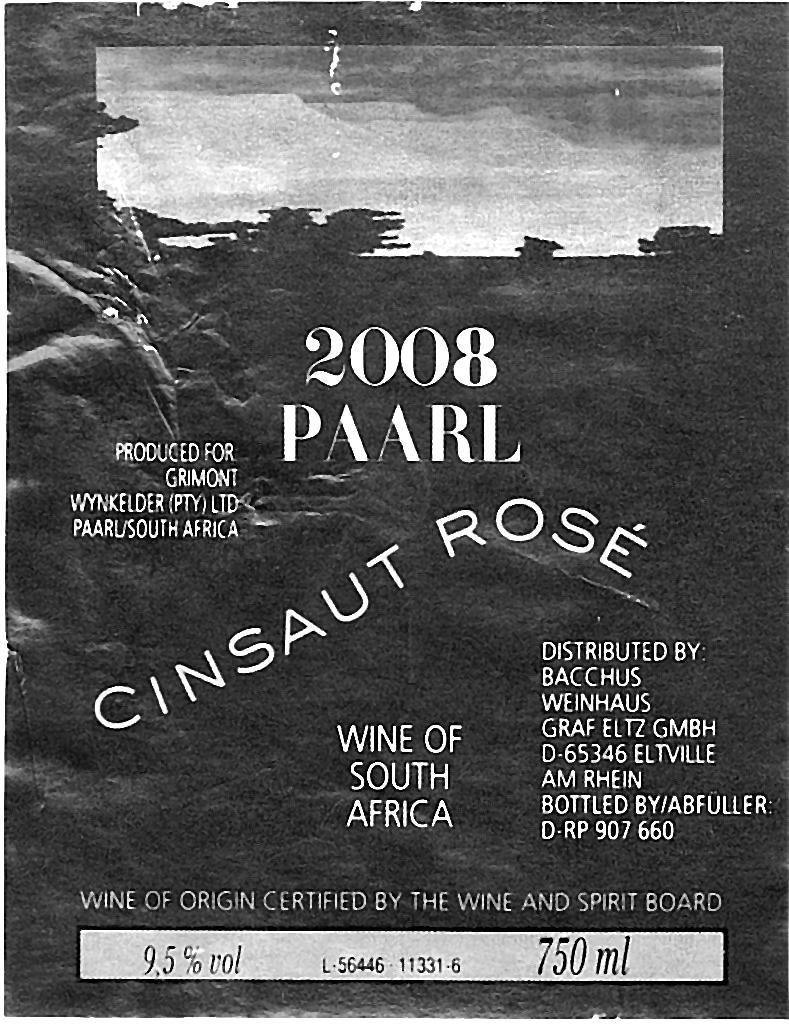 2008
PAARL
PRODUCED FOR
GRIMONT
WYNKELDER (PTY) LTD
PAARL/SOUTH AFRICA
CINSAUT ROSÉ
DISTRIBUTED BY:
BACCHUS
WEINHAUS
GRAF ELTZ GMBH
D-65346 ELTVILLE
AM RHEIN
BOTTLED BY/ABFÜLLER:
D-RP 907 660
WINE OF
SOUTH
AFRICA
WINE OF ORIGIN CERTIFIED BY THE WINE AND SPIRIT BOARD
9,5 % vol L-56446 11331-6 750 ml